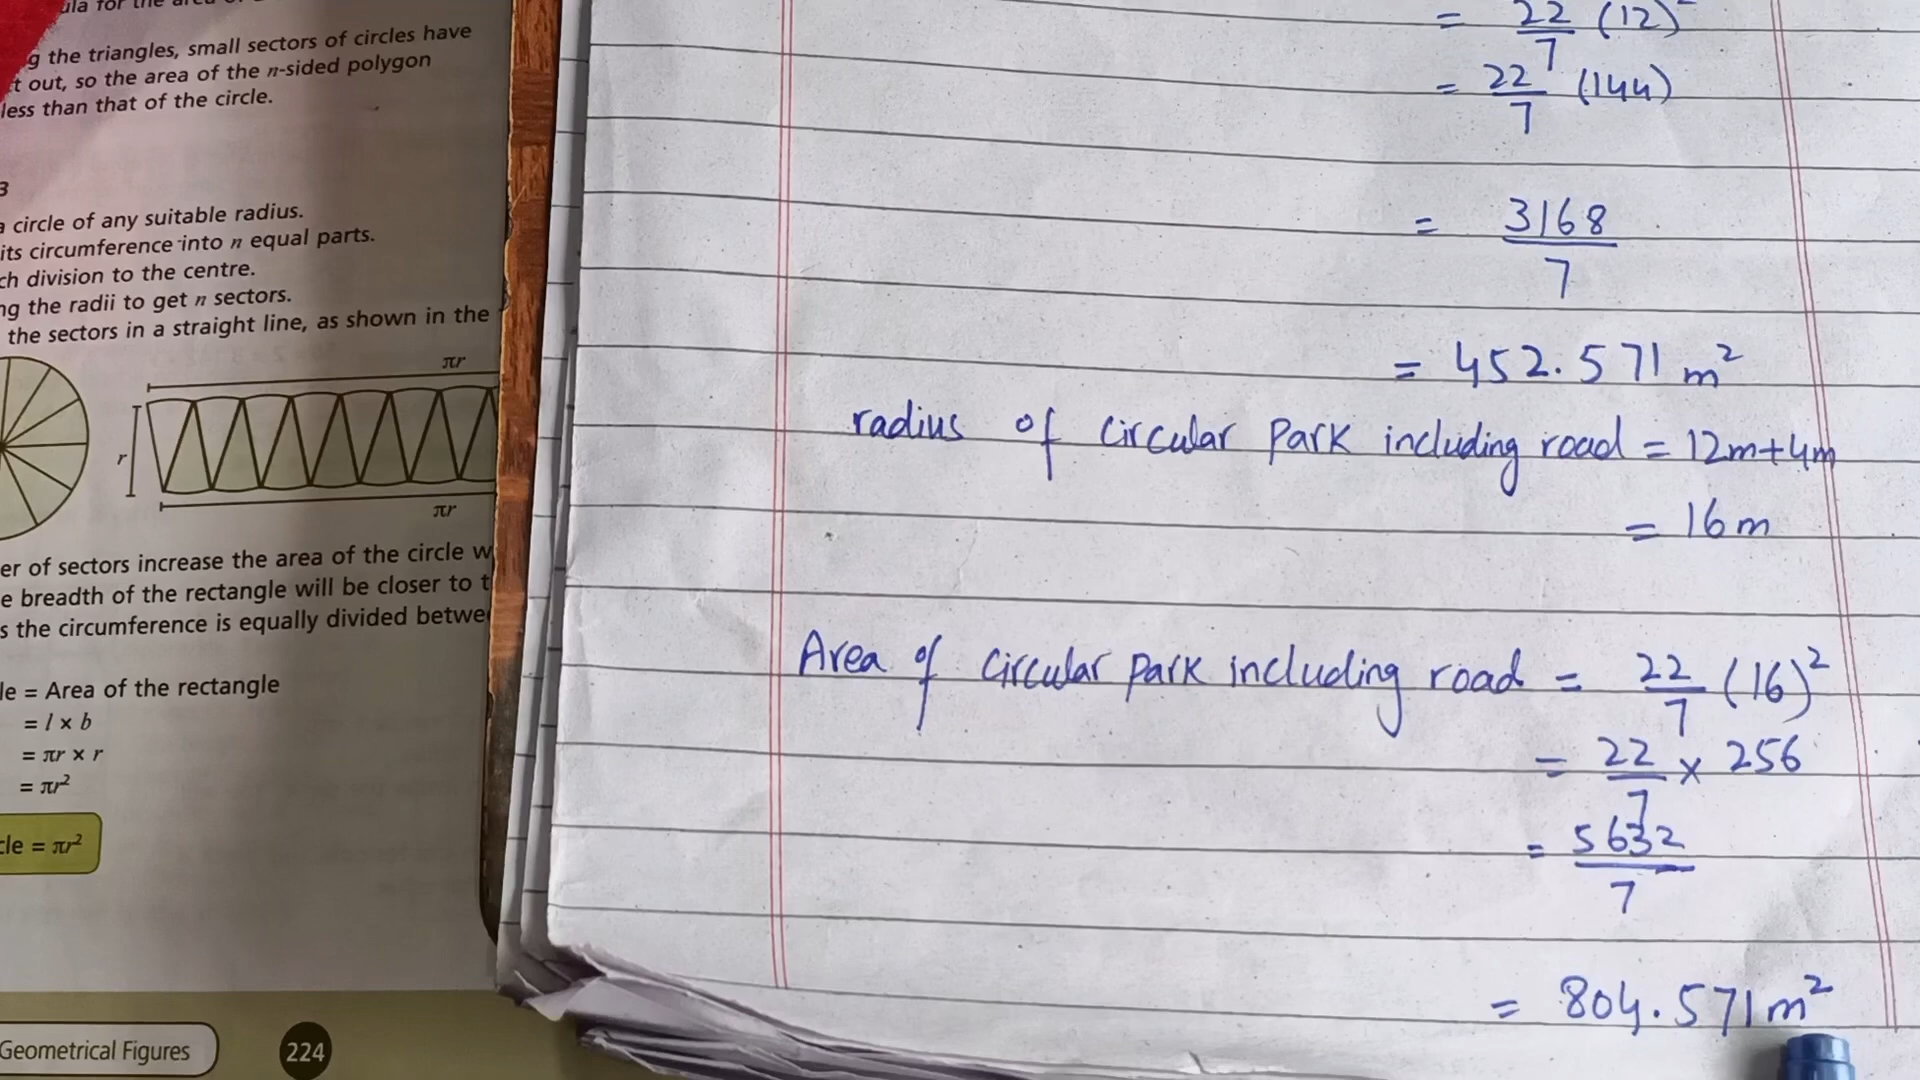 the triangles, small sectors of circles have
out, so the area of the n-sided polygon
less than that of the circle.
3
circle of any suitable radius.
its circumference into n equal parts.
division to the centre.
the radii to get n sectors.
the sectors in a straight line, as shown in the
πr
r
πr
of sectors increase the area of the circle
breadth of the rectangle will be closer to
the circumference is equally divided
= Area of the rectangle
= l × b
= πr × r
= πr²
= πr²
Geometrical Figures
224
= 22/7 (12)²
= 22/7 (144)
= 3168/7
= 452.571 m²
radius of circular park including road = 12m+4m
= 16m
Area of circular park including road = 22/7 (16)²
= 22/7 × 256
= 5632/7
= 804.571m²